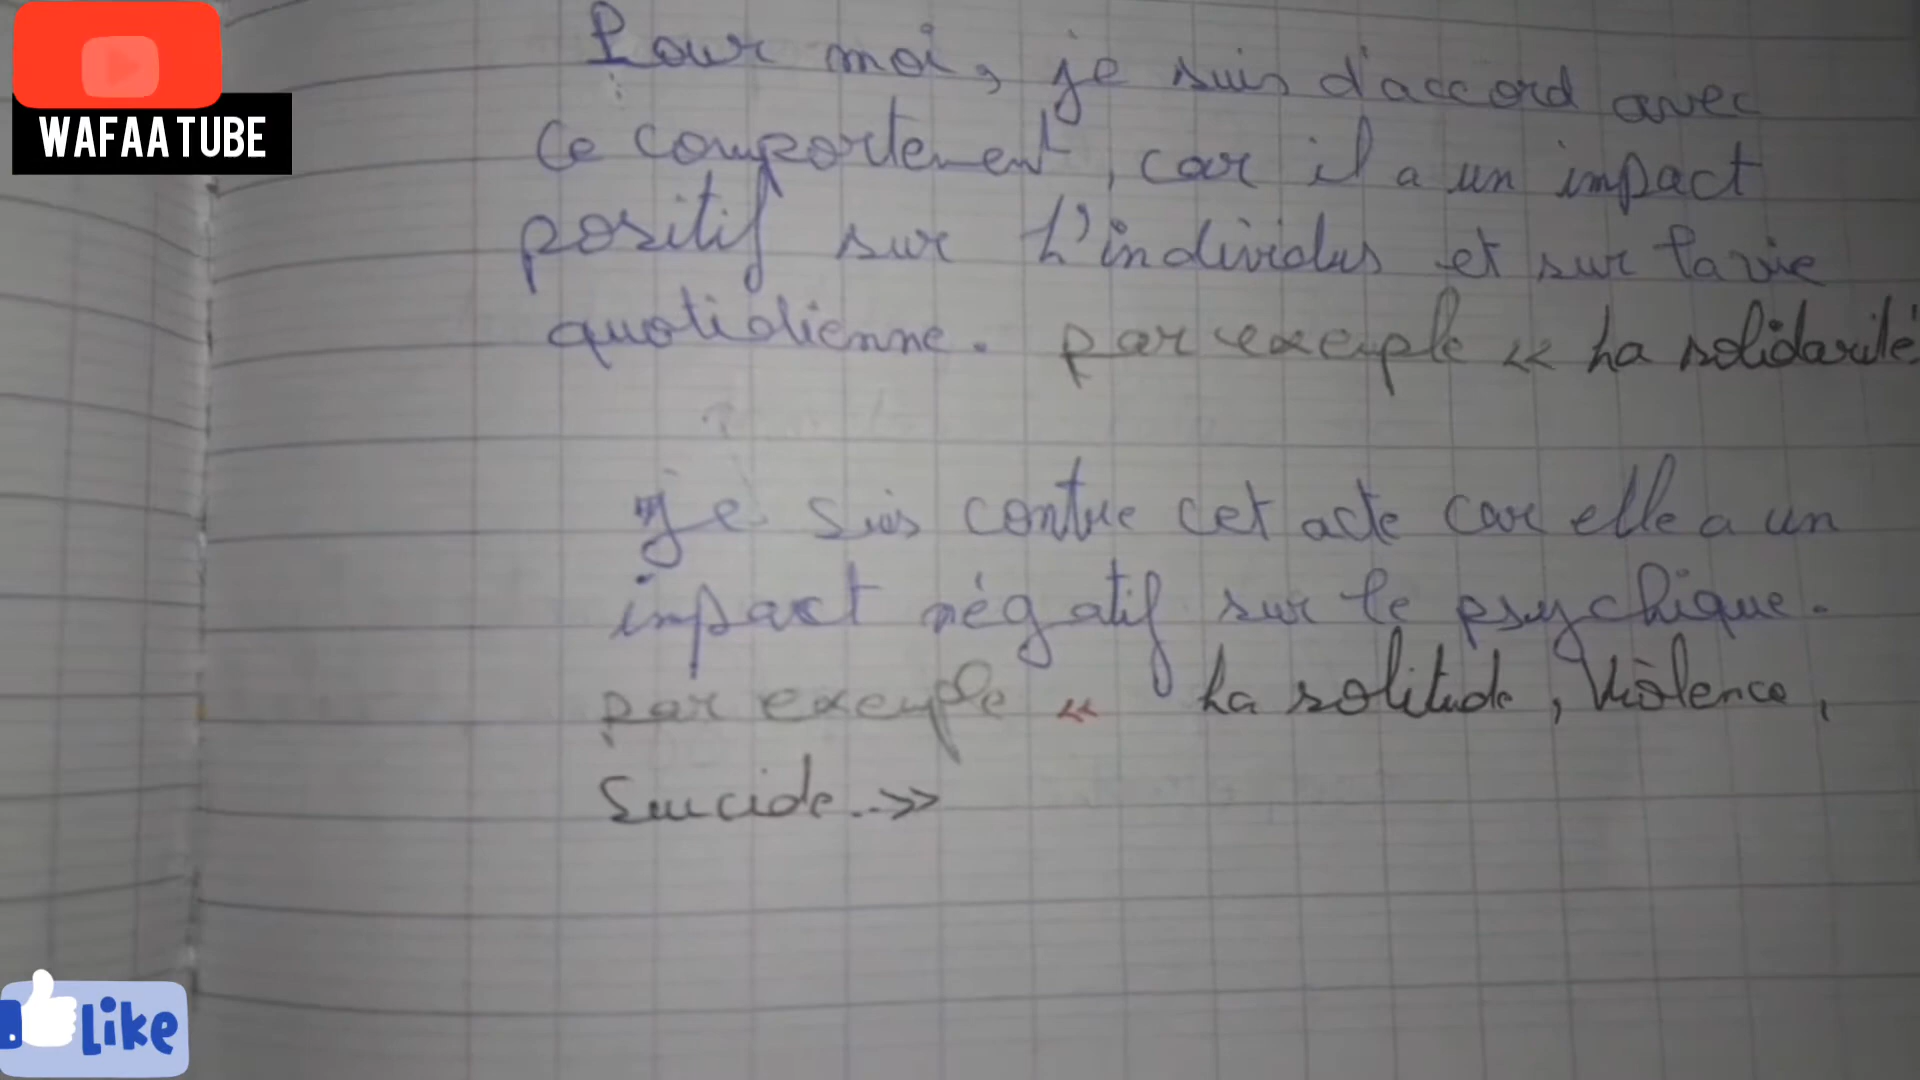 WAFAA TUBE
Pour moi, je suis d'accord avec
ce comportement, car il a un impact
positif sur l'individus et sur la vie
quotidienne. par exemple << La solidarité
je suis contre cet acte car elle a un
impact négatif sur le psychique.
par exemple << La solitude, Violence,
Suicide..>>
like